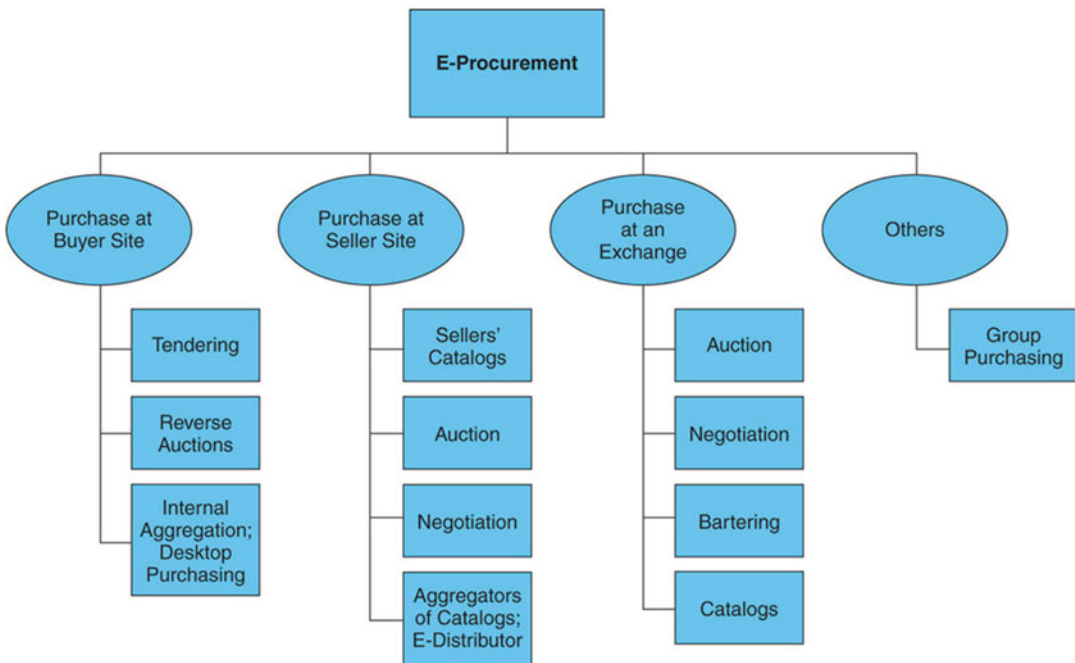 E-Procurement
Purchase at
Buyer Site
Purchase at
Seller Site
Purchase
at an
Exchange
Others
Tendering
Reverse
Auctions
Internal
Aggregation;
Desktop
Purchasing
Sellers’
Catalogs
Auction
Negotiation
Aggregators
of Catalogs;
E-Distributor
Auction
Negotiation
Bartering
Catalogs
Group
Purchasing